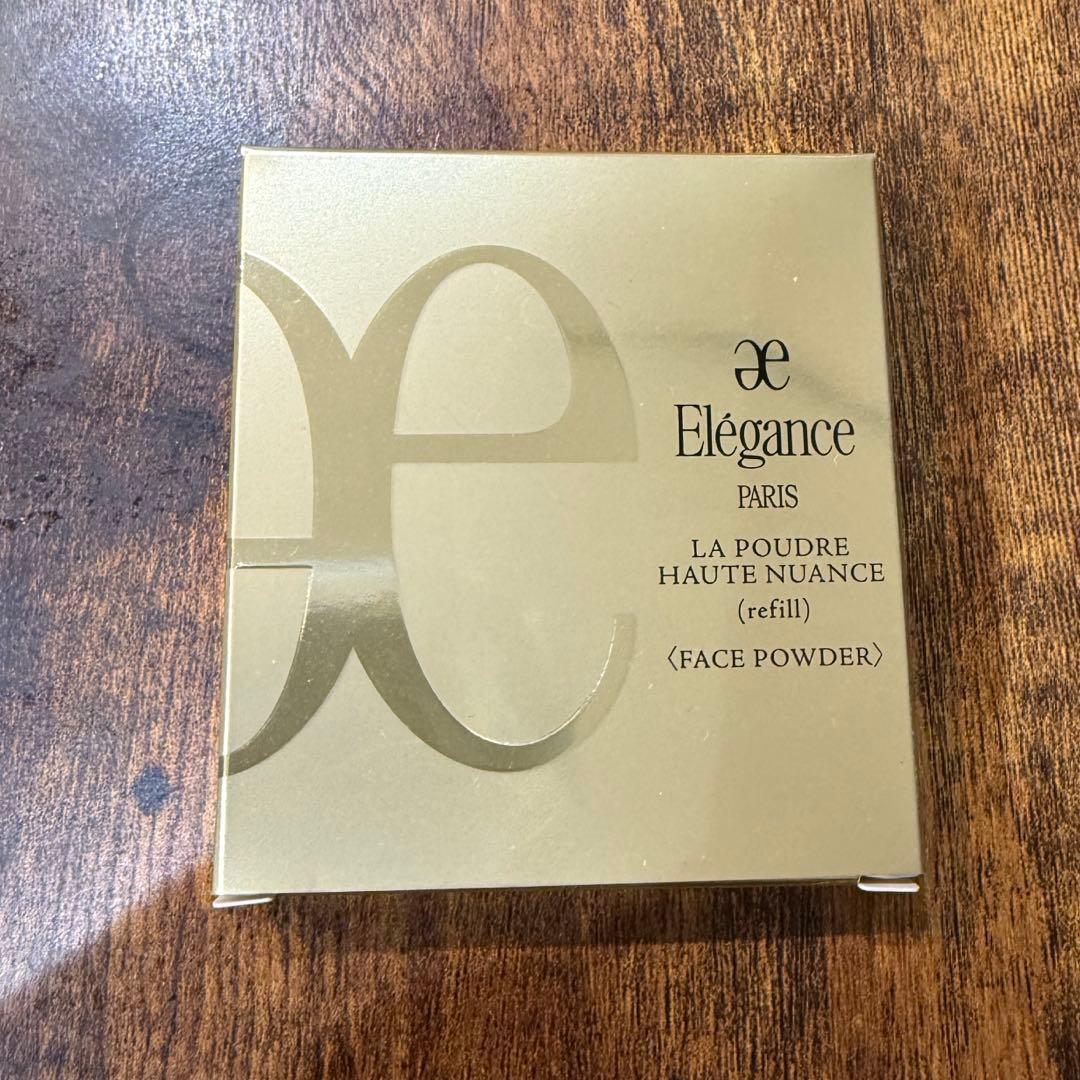 Elégance
PARIS
LA POUDRE
HAUTE NUANCE
(refill)
〈FACE POWDER〉